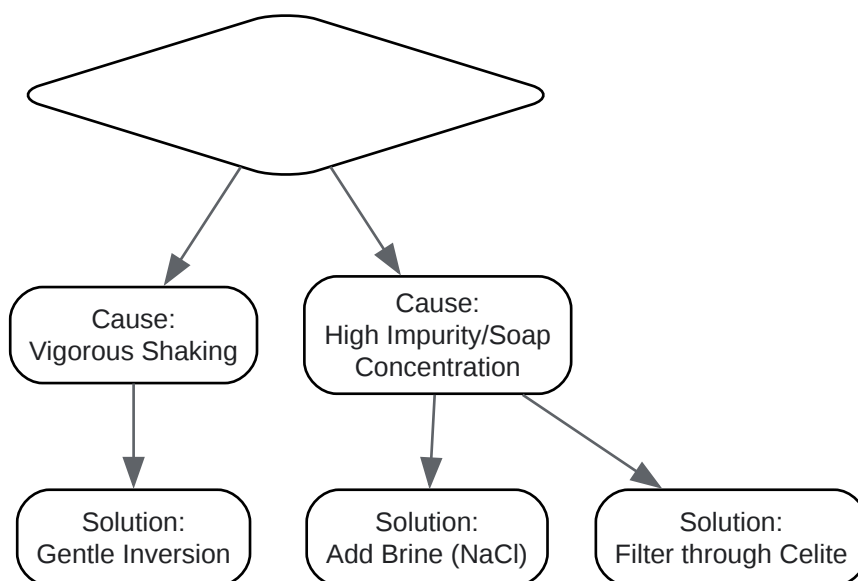 Cause:
Vigorous Shaking
Cause:
High Impurity/Soap
Concentration
Solution:
Gentle Inversion
Solution:
Add Brine (NaCl)
Solution:
Filter through Celite